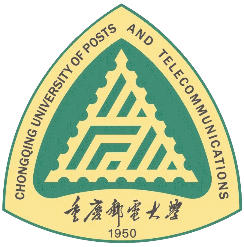 CHONGQING UNIVERSITY OF POSTS AND TELECOMMUNICATIONS
重慶郵電大學
1950